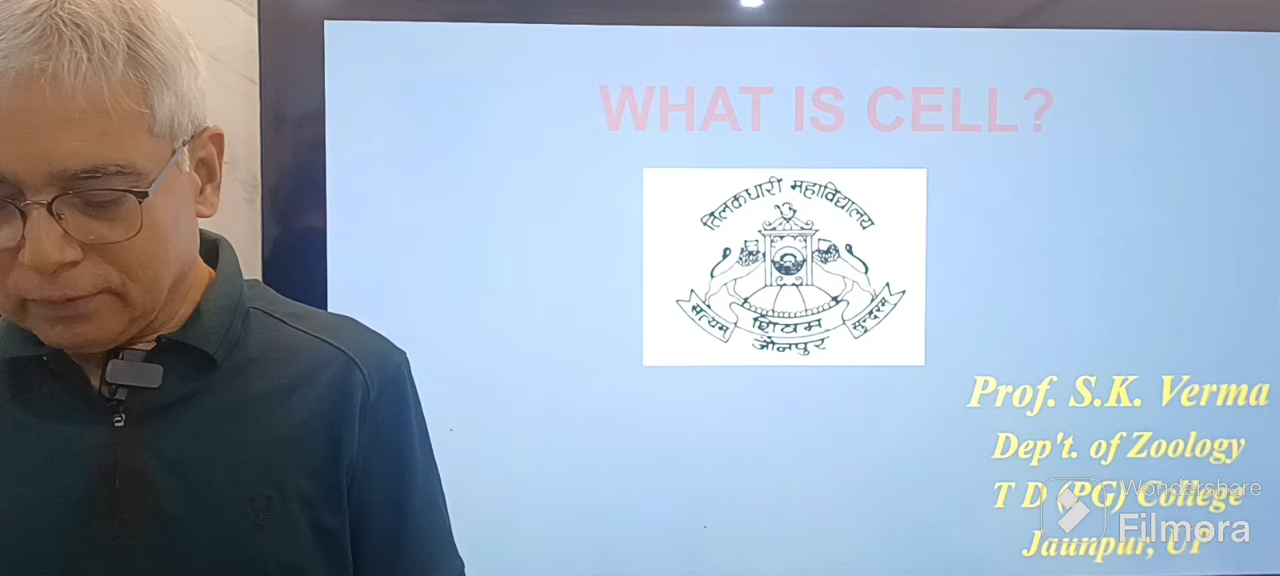 WHAT IS CELL?
तिलकधारी महाविद्यालय
सत्यम
शिवम
सुन्दरम
जौनपुर
Prof. S.K. Verma
Dep't. of Zoology
T D (PG) College
Jaunpur, UP
Wondershare
Filmora